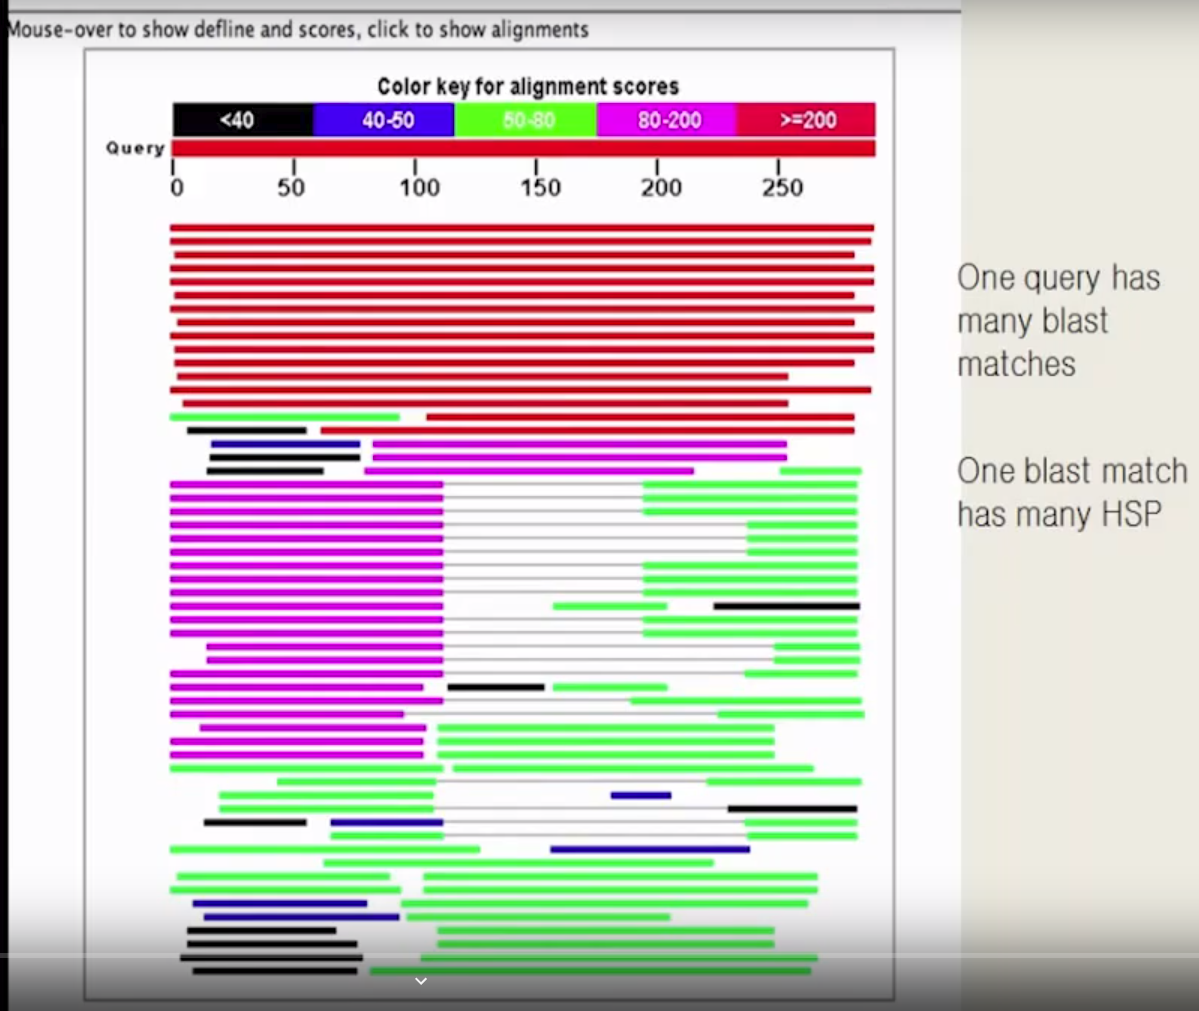 Mouse-over to show defline and scores, click to show alignments
Color key for alignment scores
<40 40-50 50-80 80-200 >=200
Query
0 50 100 150 200 250
One query has
many blast
matches
One blast match
has many HSP